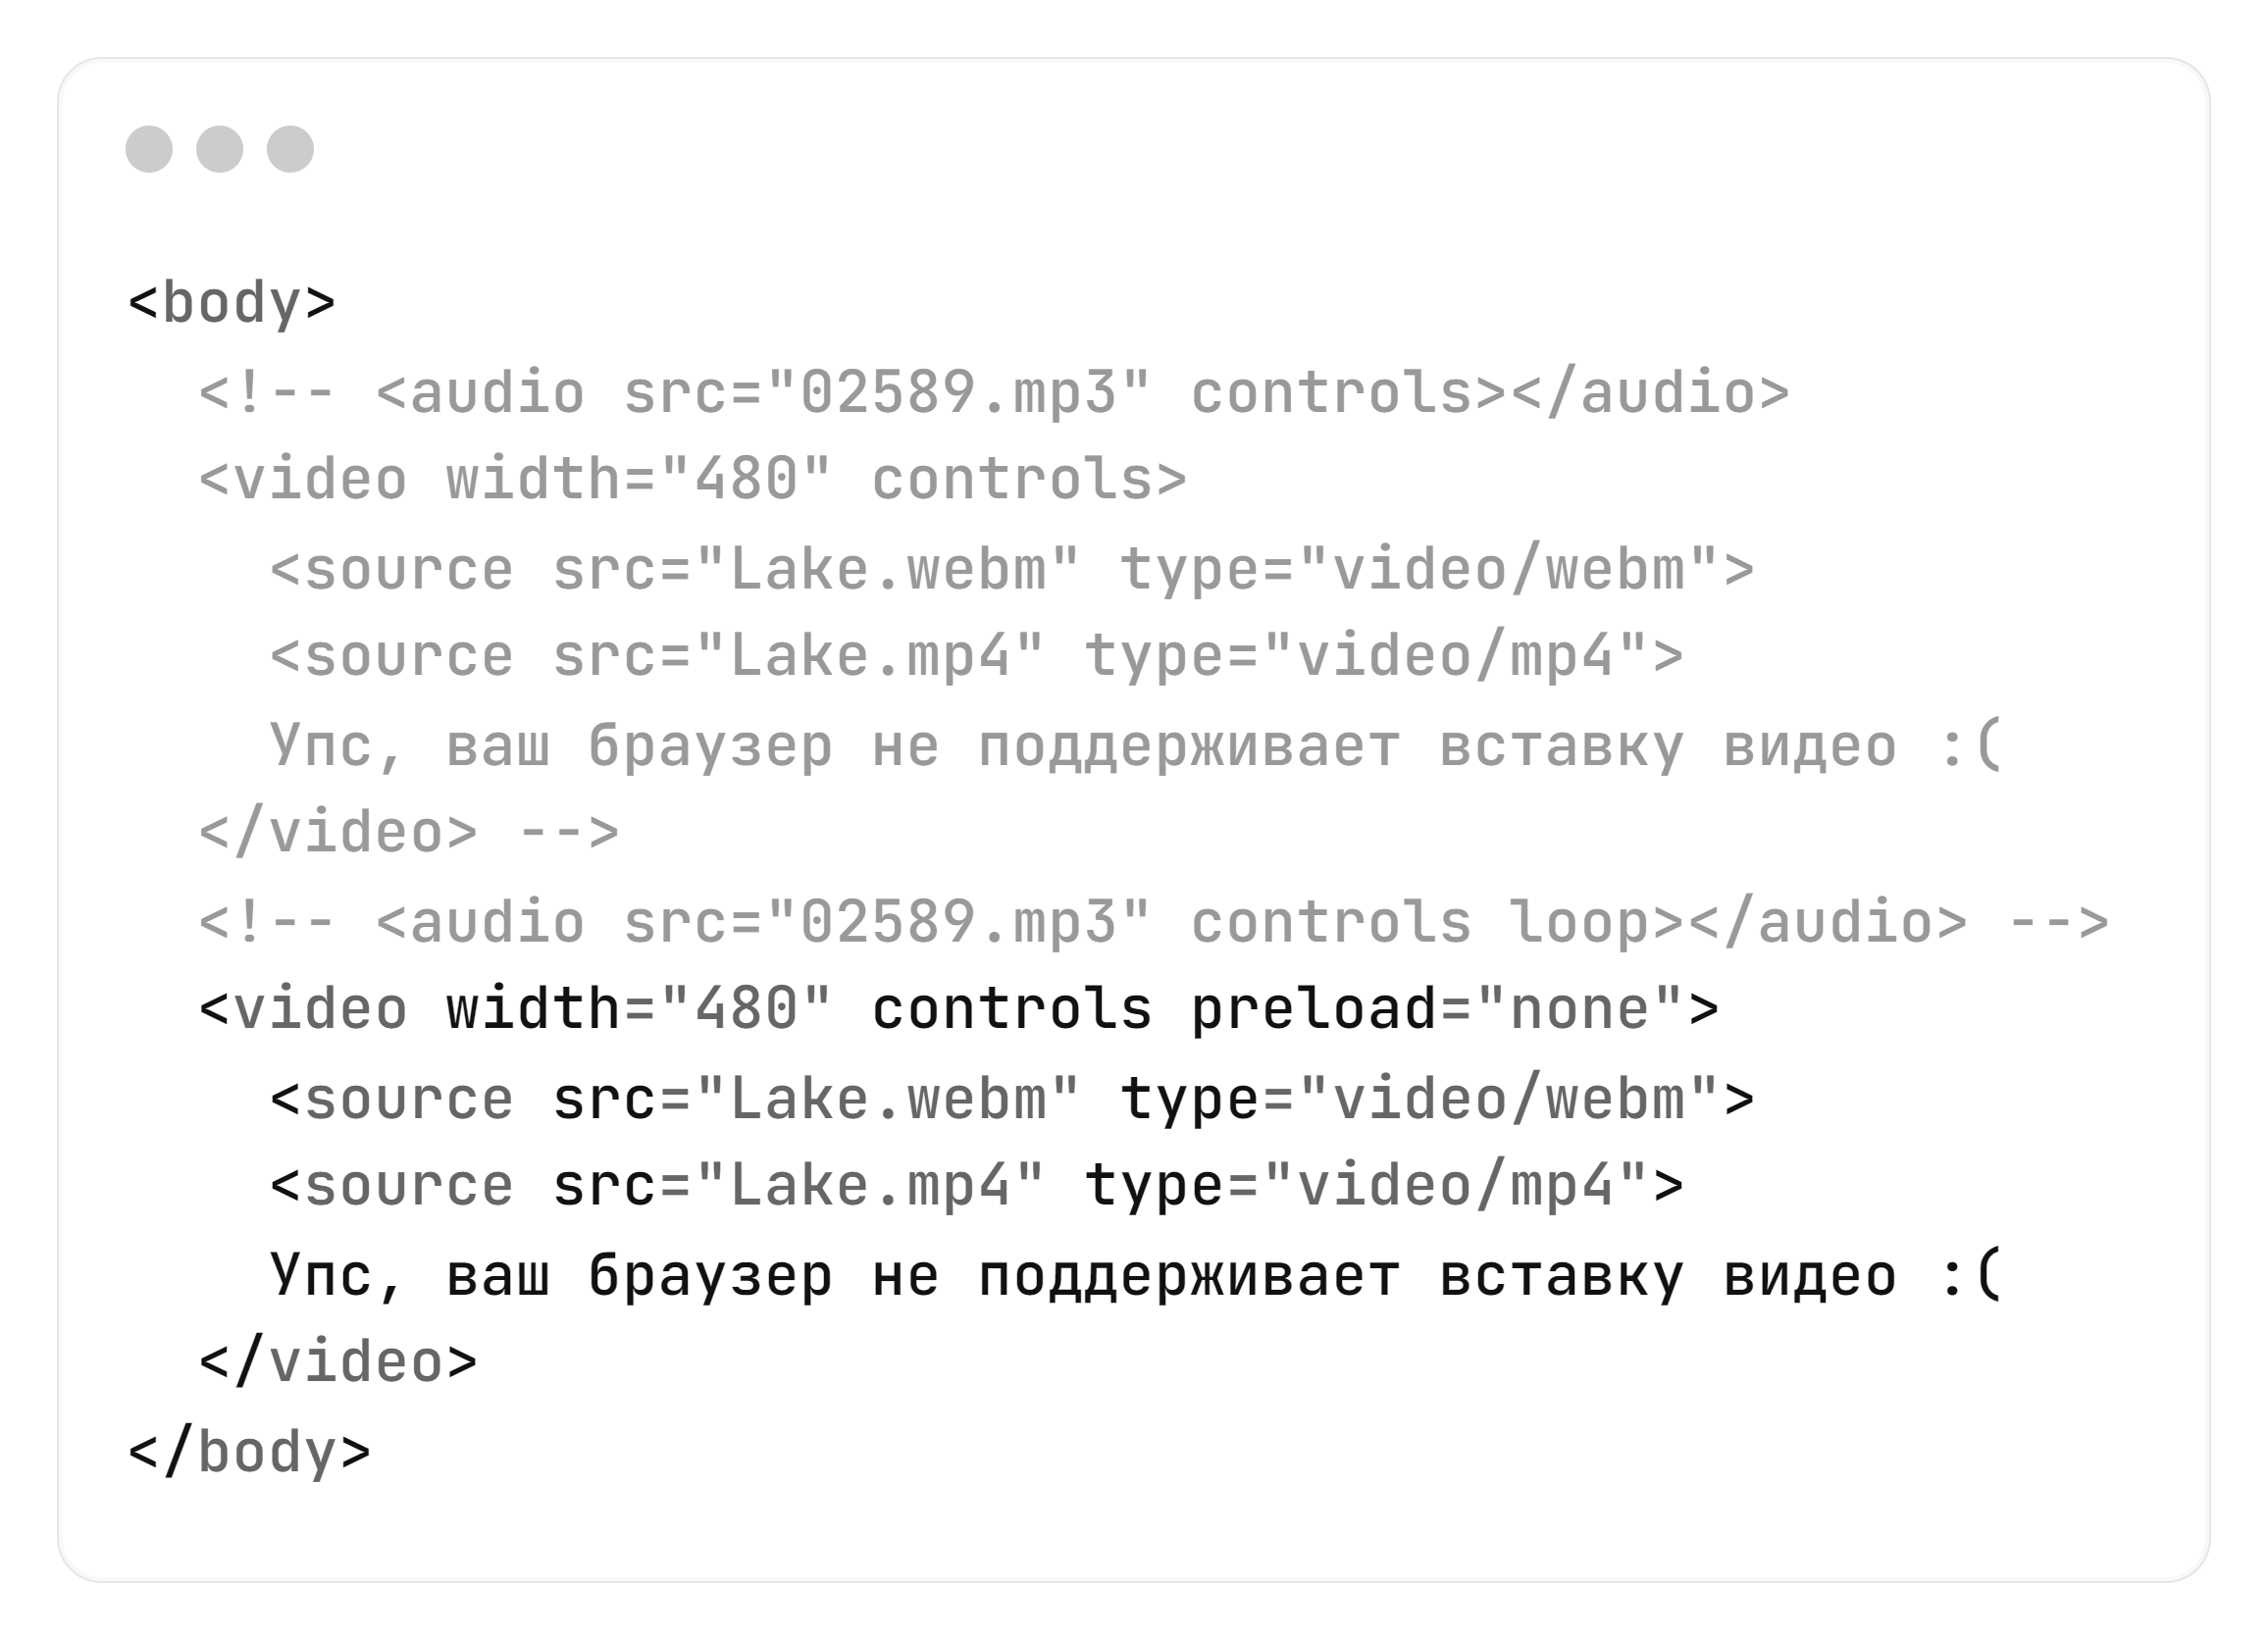 <body>
<!-- <audio src="02589.mp3" controls></audio>
<video width="480" controls>
<source src="Lake.webm" type="video/webm">
<source src="Lake.mp4" type="video/mp4">
Упс, ваш браузер не поддерживает вставку видео :(
</video> -->
<!-- <audio src="02589.mp3" controls loop></audio> -->
<video width="480" controls preload="none">
<source src="Lake.webm" type="video/webm">
<source src="Lake.mp4" type="video/mp4">
Упс, ваш браузер не поддерживает вставку видео :(
</video>
</body>